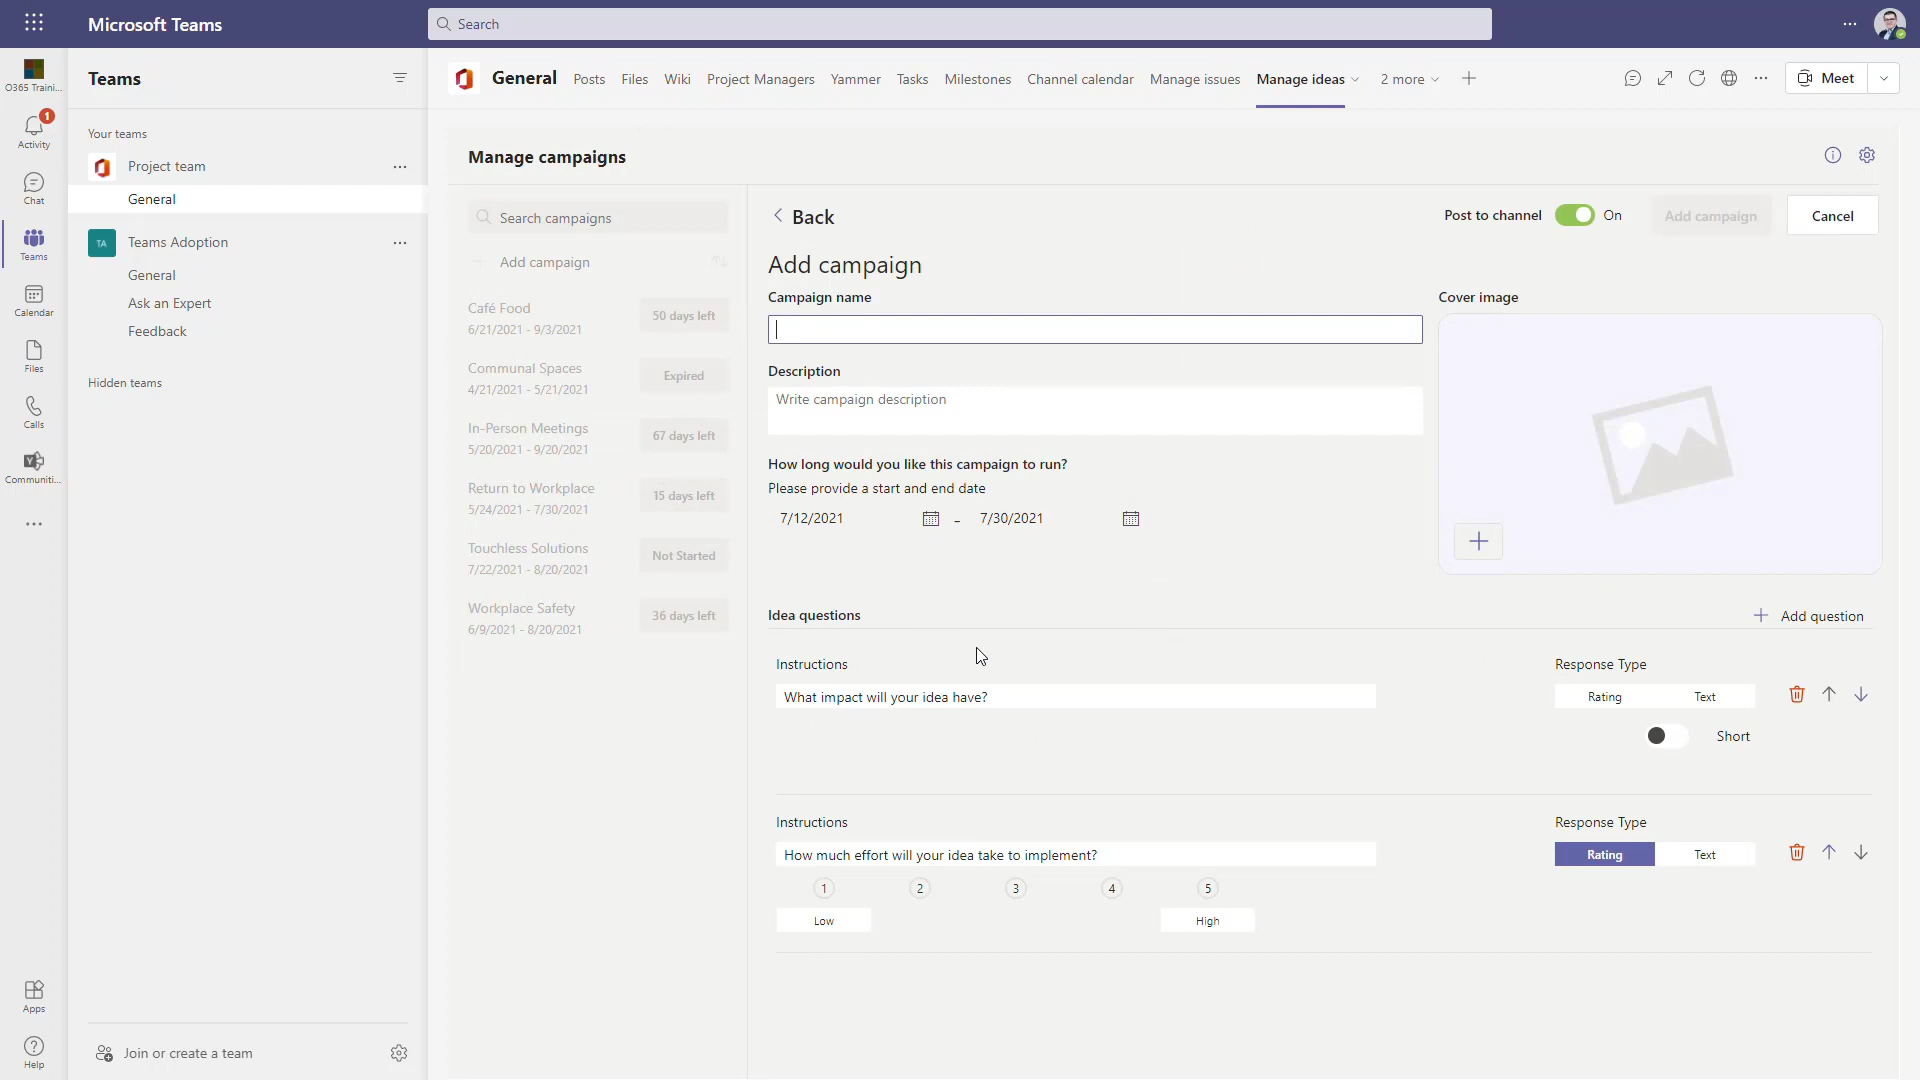 Microsoft Teams
Search
O365 Traini...
1
Activity
Chat
Teams
Calendar
Files
Calls
Communiti...
Apps
Help
Teams
Your teams
Project team
General
TA
Teams Adoption
General
Ask an Expert
Feedback
Hidden teams
Join or create a team
General
Posts
Files
Wiki
Project Managers
Yammer
Tasks
Milestones
Channel calendar
Manage issues
Manage ideas
2 more
Meet
Manage campaigns
Search campaigns
Add campaign
Café Food
6/21/2021 - 9/3/2021
50 days left
Communal Spaces
4/21/2021 - 5/21/2021
Expired
In-Person Meetings
5/20/2021 - 9/20/2021
67 days left
Return to Workplace
5/24/2021 - 7/30/2021
15 days left
Touchless Solutions
7/22/2021 - 8/20/2021
Not Started
Workplace Safety
6/9/2021 - 8/20/2021
36 days left
Back
Post to channel
On
Add campaign
Cancel
Add campaign
Campaign name
Cover image
Description
Write campaign description
How long would you like this campaign to run?
Please provide a start and end date
7/12/2021 - 7/30/2021
Idea questions
Add question
Instructions
Response Type
What impact will your idea have?
Rating
Text
Short
Instructions
Response Type
How much effort will your idea take to implement?
Rating
Text
1 2 3 4 5
Low
High